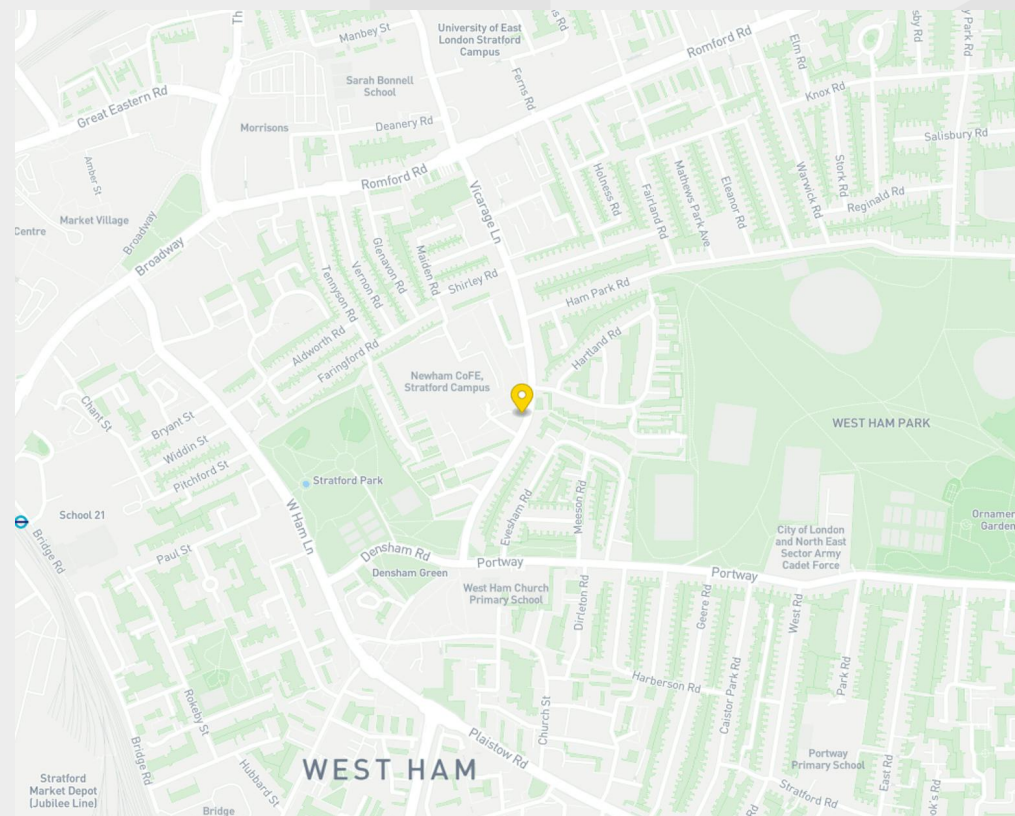 Th
Manbey St
University of East
London Stratford
Campus
Romford Rd
Elm Rd
Great Eastern Rd
Sarah Bonnell
School
Ferns Rd
Knox Rd
Morrisons
Deanery Rd
Salisbury Rd
Amber St
Romford Rd
Vicarage Ln
Holness Rd
Fairland Rd
Mathews Park Ave
Eleanor Rd
Warwick Rd
Stork Rd
Reginald Rd
Market Village
Centre
Broadway
Broadway
Tennyson Rd
Vernon Rd
Glenavon Rd
Maiden Rd
Shirley Rd
Ham Park Rd
Aldworth Rd
Faringford Rd
Hartland Rd
Newham CoFE,
Stratford Campus
Chant St
Bryant St
Widdin St
Pitchford St
WEST HAM PARK
Stratford Park
School 21
Bridge Rd
W Ham Ln
Evesham Rd
Meeson Rd
Paul St
Densham Rd
Densham Green
Portway
Portway
City of London
and North East
Sector Army
Cadet Force
Ornamen
Garden
West Ham Church
Primary School
Dirleton Rd
Geere Rd
West Rd
Harberson Rd
Caistor Park Rd
Park Rd
Rokeby St
Church St
Plaistow Rd
Bridge Rd
Hubbard St
WEST HAM
Portway
Primary School
East Rd
Stratford Rd
Stratford
Market Depot
(Jubilee Line)
Bridge
Rd